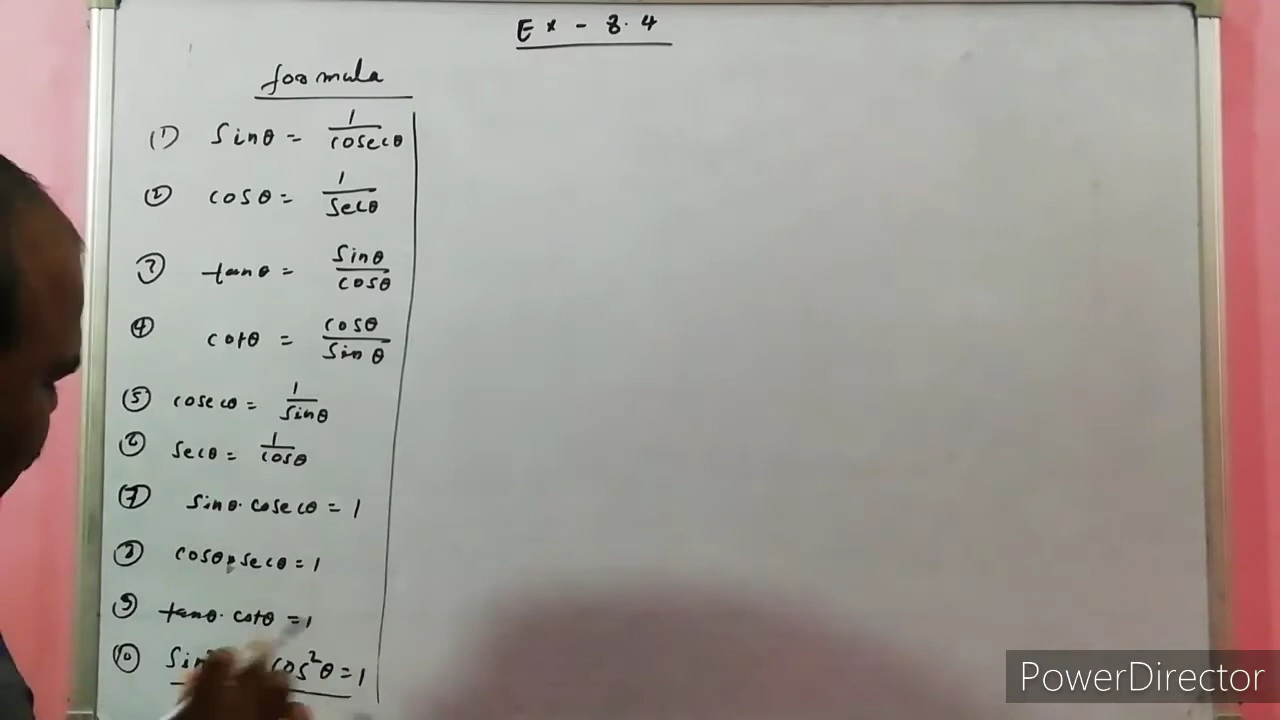 Ex - 8.4
formula
(1) sinθ = 1/cosecθ
(2) cosθ = 1/secθ
(3) tanθ = sinθ/cosθ
(4) cotθ = cosθ/sinθ
(5) cosecθ = 1/sinθ
(6) secθ = 1/cosθ
(7) sinθ · cosecθ = 1
(8) cosθ · secθ = 1
(9) tanθ · cotθ = 1
(10) sin² cos²θ = 1
PowerDirector